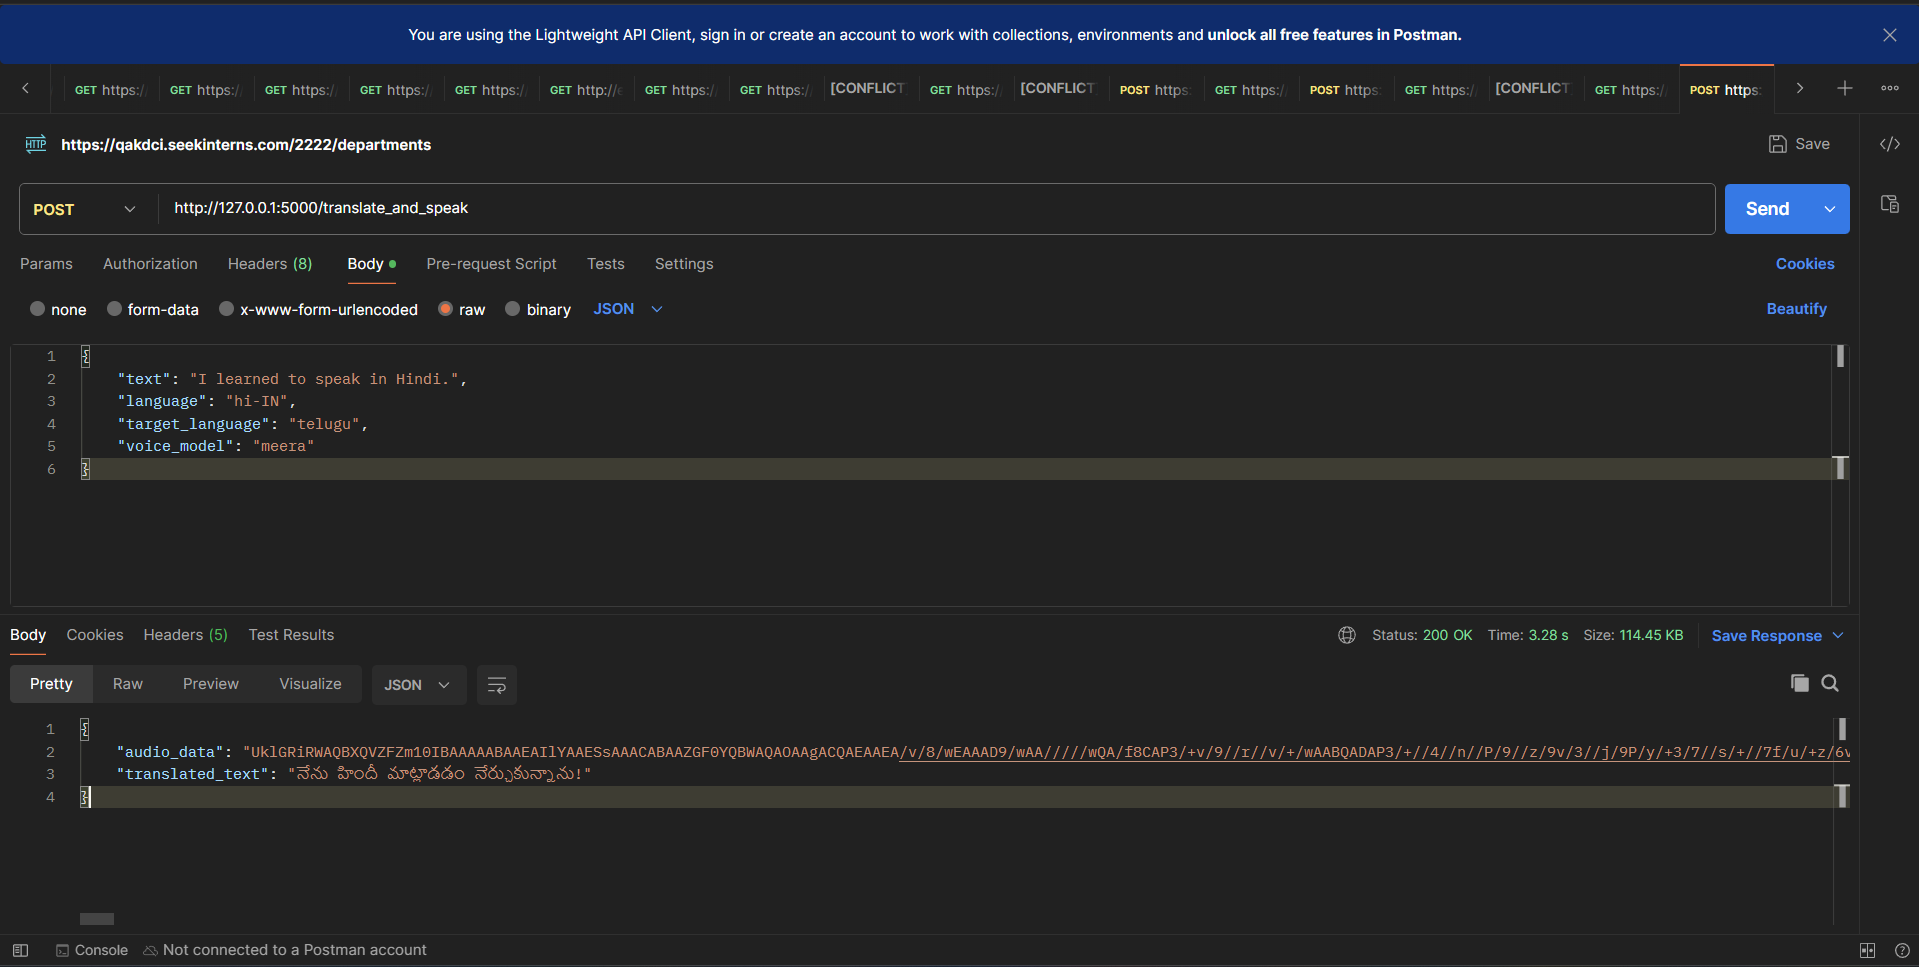 You are using the Lightweight API Client, sign in or create an account to work with collections, environments and unlock all free features in Postman.
GET https:/ GET https:/ GET https:/ GET https:/ GET https:/ GET http://e GET https:/ GET https:/ [CONFLICT GET https:/ [CONFLICT POST https: GET https:/ POST https: GET https:/ [CONFLICT GET https:/ POST https:
HTTP https://qakdci.seekinterns.com/2222/departments Save </>
POST http://127.0.0.1:5000/translate_and_speak Send
Params Authorization Headers (8) Body Pre-request Script Tests Settings Cookies
none form-data x-www-form-urlencoded raw binary JSON Beautify
1 {
2 "text": "I learned to speak in Hindi.",
3 "language": "hi-IN",
4 "target_language": "telugu",
5 "voice_model": "meera"
6 }
Body Cookies Headers (5) Test Results Status: 200 OK Time: 3.28 s Size: 114.45 KB Save Response
Pretty Raw Preview Visualize JSON
1 {
2 "audio_data": "UklGRiRWAQBXQVZFZm10IBAAAAABAAEAIlYAAESsAAACABAAZGF0YQBWAQAOAAgACQAEAAEA/v/8/wEAAAD9/wAA/////wQA/f8CAP3/+v/9//r//v/+/wAABQADAP3/+//4//n//P/9//z/9v/3//j/9P/y/+3/7//s/+//7f/u/+z/6v
3 "translated_text": "నేను హిందీ మాట్లాడడం నేర్చుకున్నాను!"
4 }
Console Not connected to a Postman account